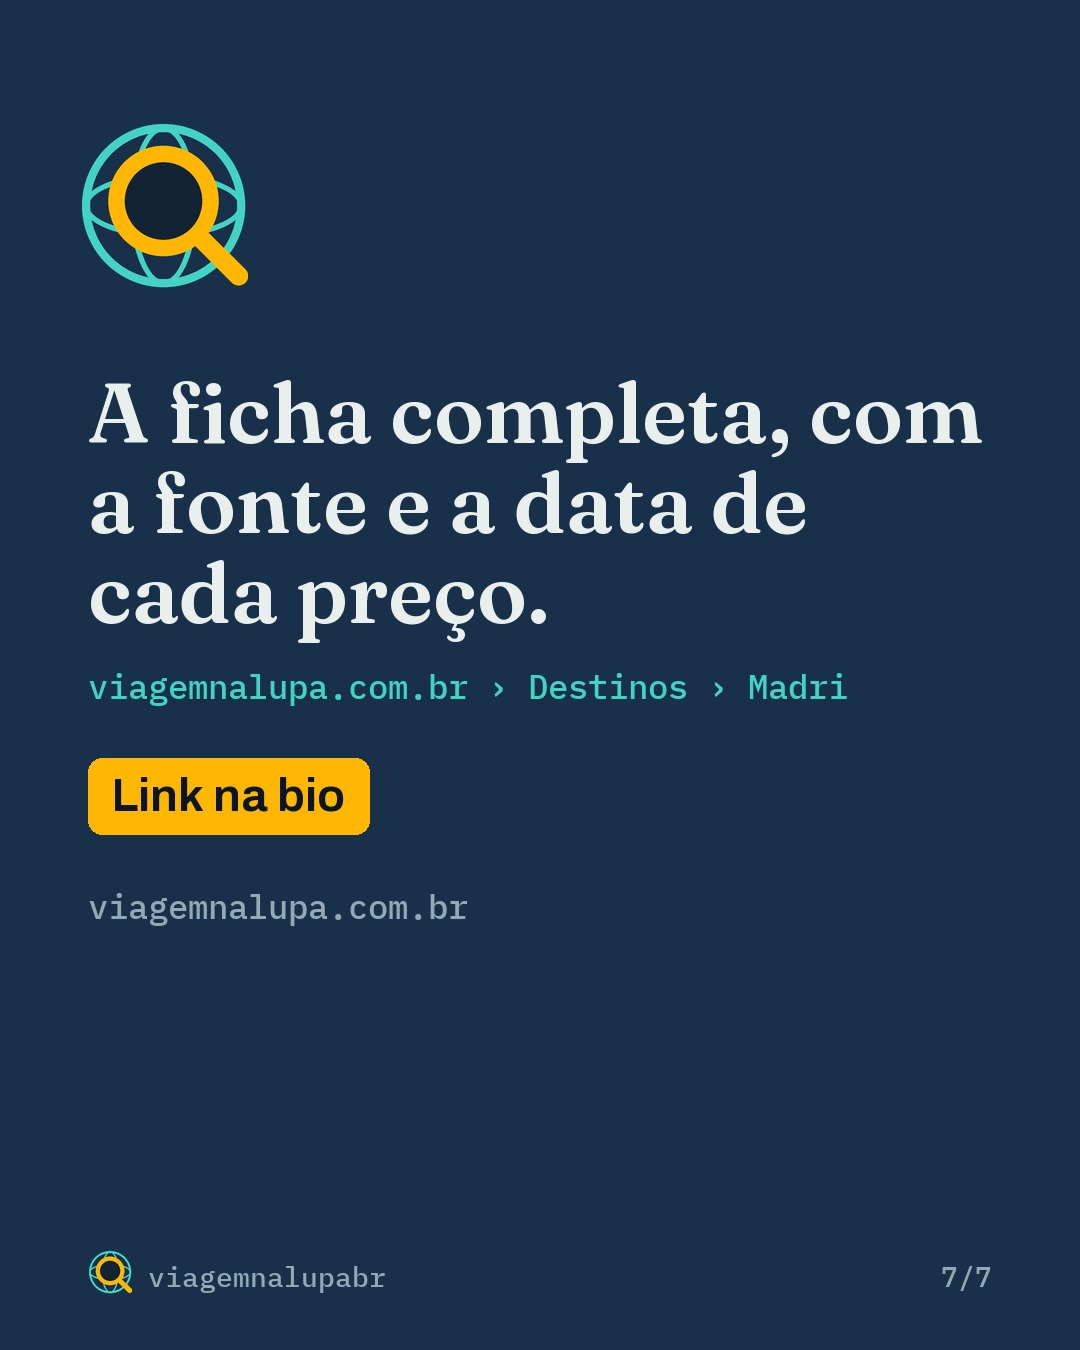 A ficha completa, com
a fonte e a data de
cada preço.
viagemnalupa.com.br › Destinos › Madri
Link na bio
viagemnalupa.com.br
viagemnalupabr
7/7